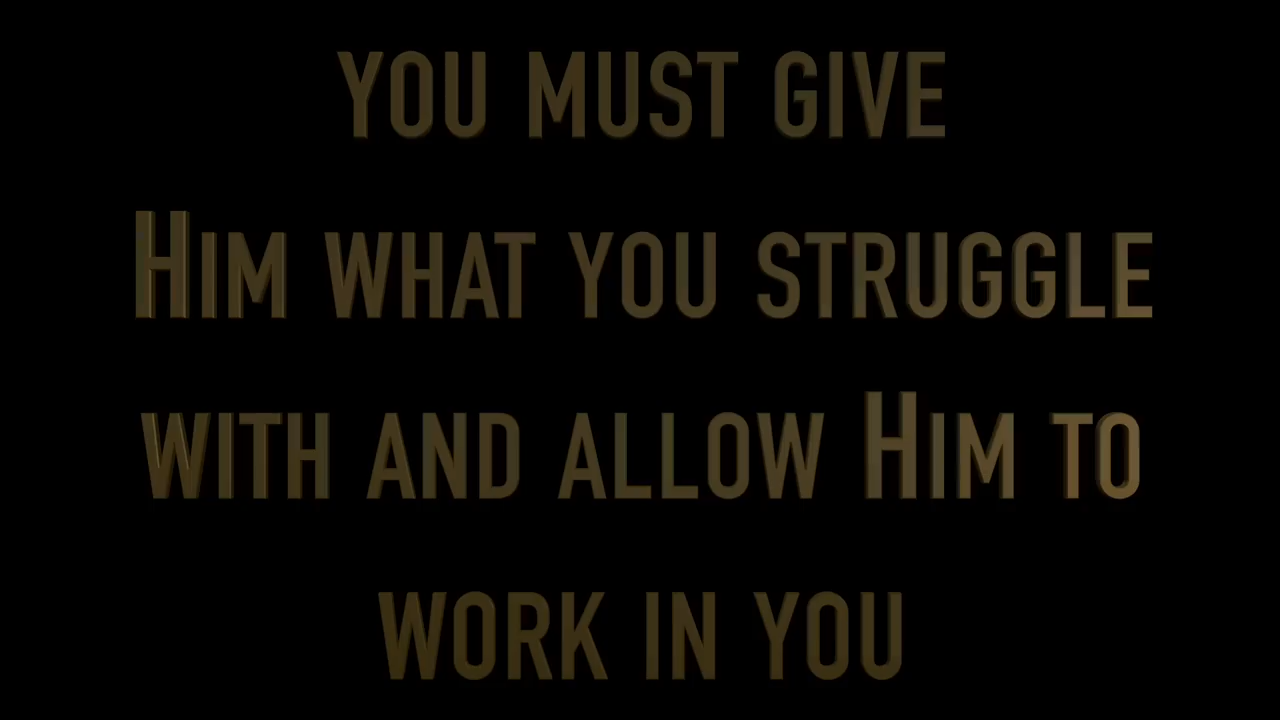 YOU MUST GIVE
HIM WHAT YOU STRUGGLE
WITH AND ALLOW HIM TO
WORK IN YOU